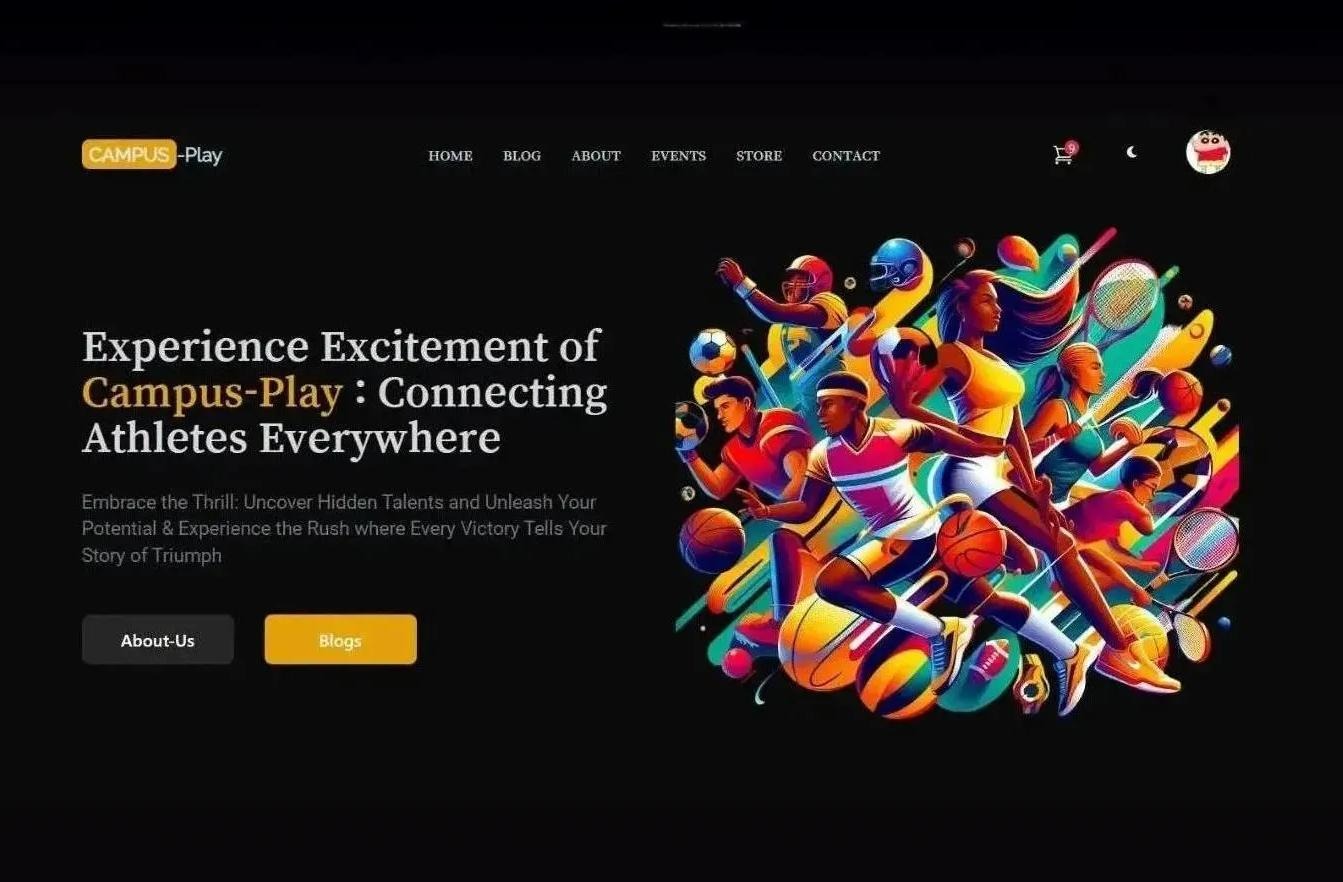 CAMPUS-Play
HOME BLOG ABOUT EVENTS STORE CONTACT
9
Experience Excitement of
Campus-Play : Connecting
Athletes Everywhere
Embrace the Thrill: Uncover Hidden Talents and Unleash Your
Potential & Experience the Rush where Every Victory Tells Your
Story of Triumph
About-Us Blogs